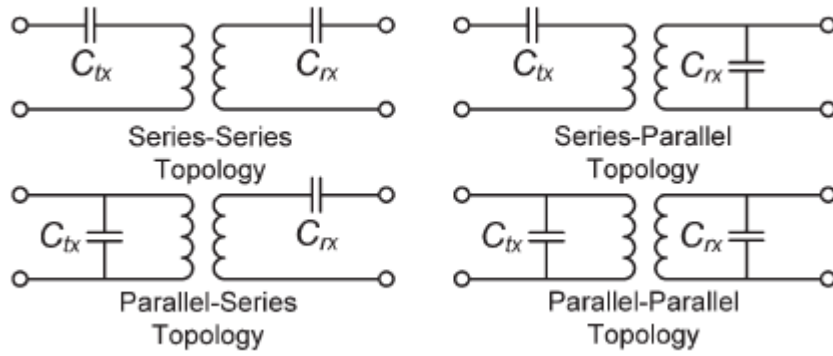 C_tx C_rx C_tx C_rx
Series-Series Series-Parallel
Topology Topology
C_tx C_rx C_tx C_rx
Parallel-Series Parallel-Parallel
Topology Topology